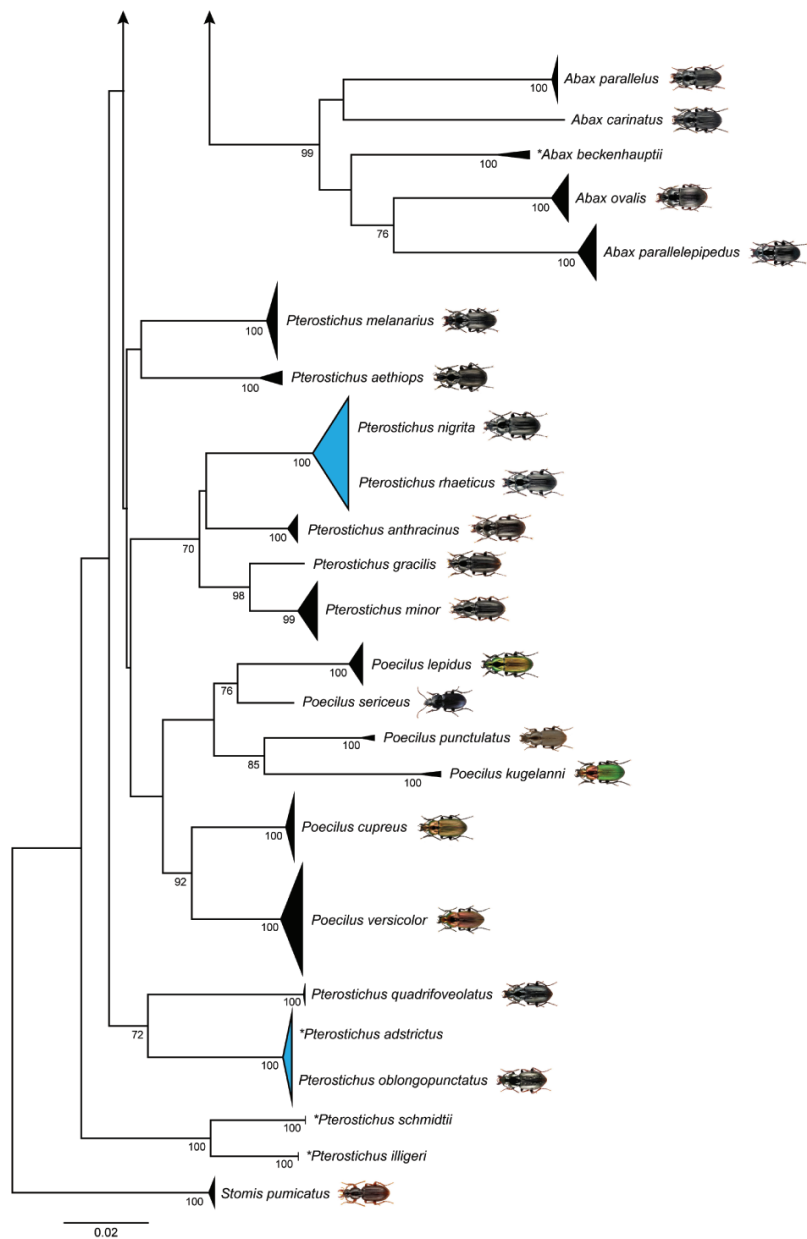 Abax parallelus
100
Abax carinatus
99
*Abax beckenhauptii
100
Abax ovalis
100
76
Abax parallelepipedus
100
Pterostichus melanarius
100
Pterostichus aethiops
100
Pterostichus nigrita
100
Pterostichus rhaeticus
Pterostichus anthracinus
100
70
Pterostichus gracilis
98
Pterostichus minor
99
Poecilus lepidus
100
76
Poecilus sericeus
Poecilus punctulatus
100
85
Poecilus kugelanni
100
Poecilus cupreus
100
92
Poecilus versicolor
100
Pterostichus quadrifoveolatus
100
72
*Pterostichus adstrictus
100
Pterostichus oblongopunctatus
*Pterostichus schmidtii
100
100
*Pterostichus illigeri
100
Stomis pumicatus
100
0.02